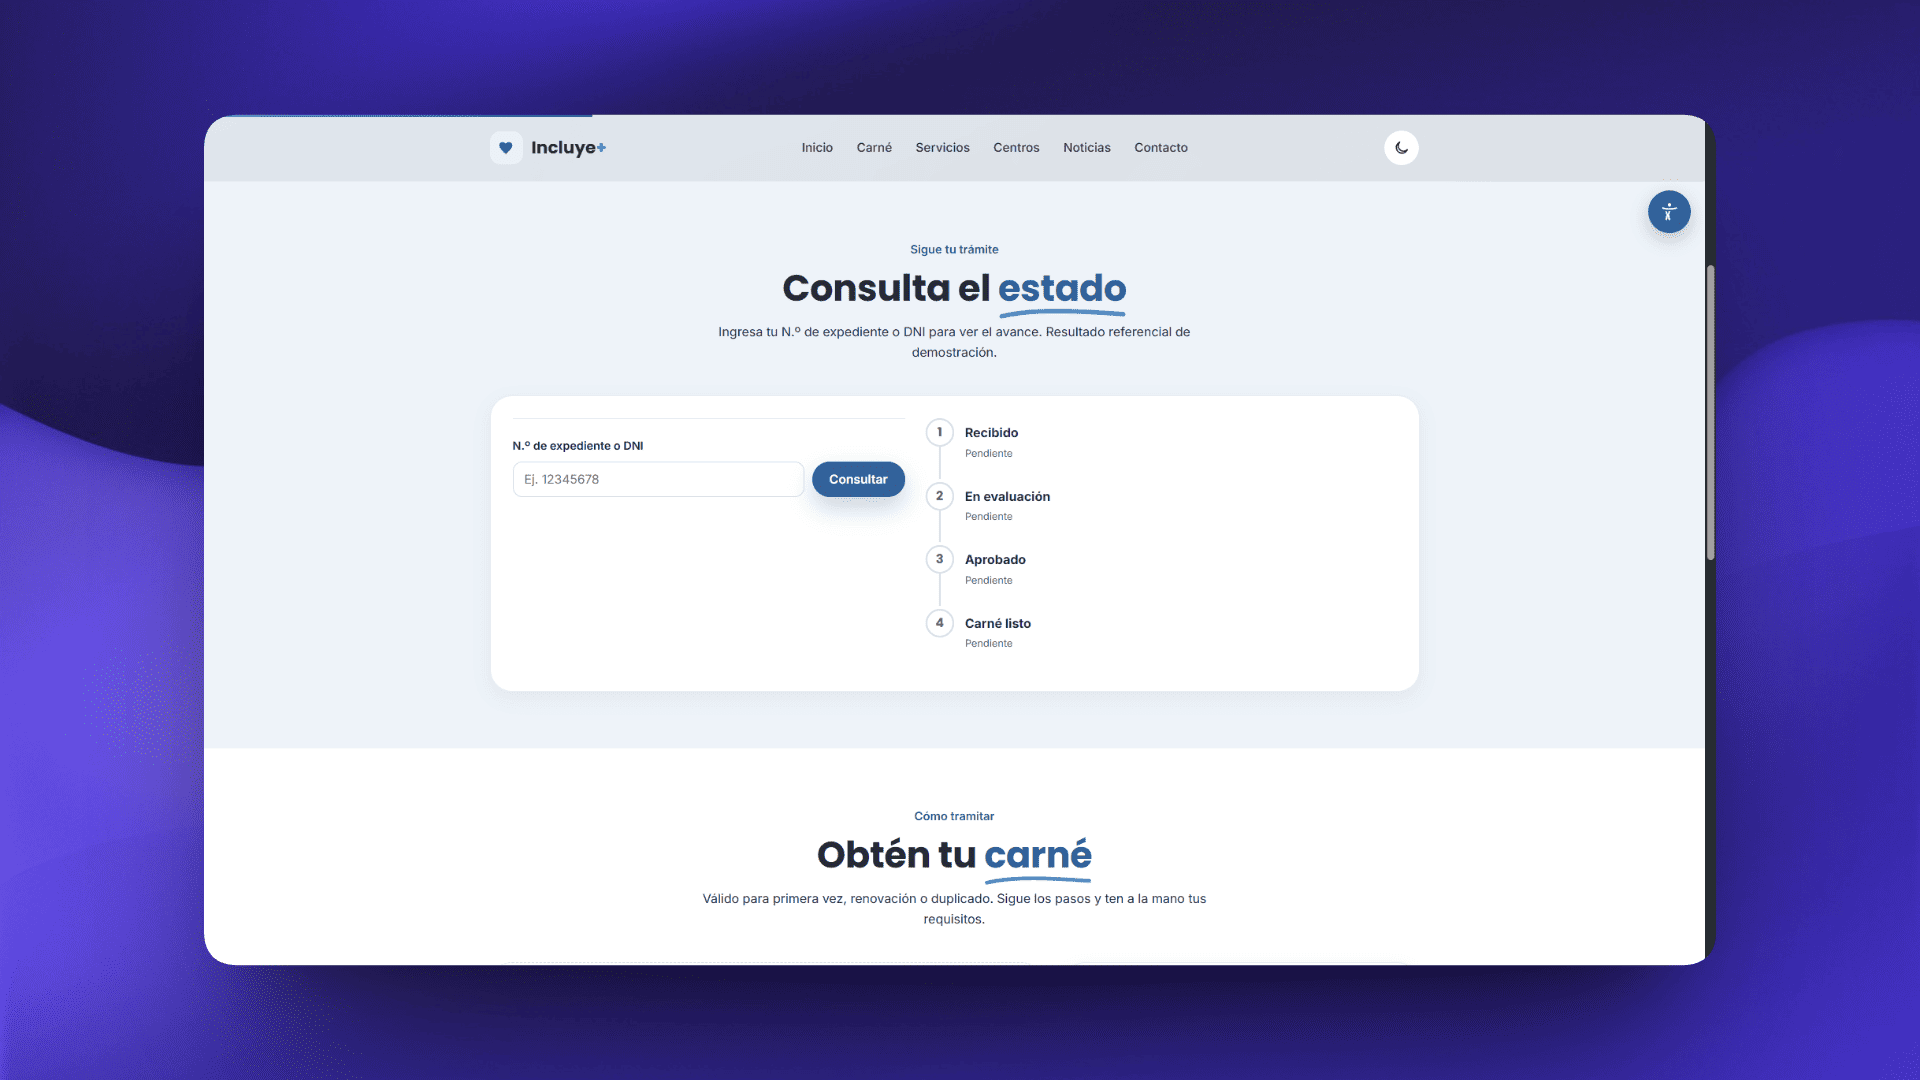 Incluye+
Inicio Carné Servicios Centros Noticias Contacto
Sigue tu trámite
Consulta el estado
Ingresa tu N.º de expediente o DNI para ver el avance. Resultado referencial de
demostración.
N.º de expediente o DNI
Ej. 12345678
Consultar
1 Recibido
Pendiente
2 En evaluación
Pendiente
3 Aprobado
Pendiente
4 Carné listo
Pendiente
Cómo tramitar
Obtén tu carné
Válido para primera vez, renovación o duplicado. Sigue los pasos y ten a la mano tus
requisitos.